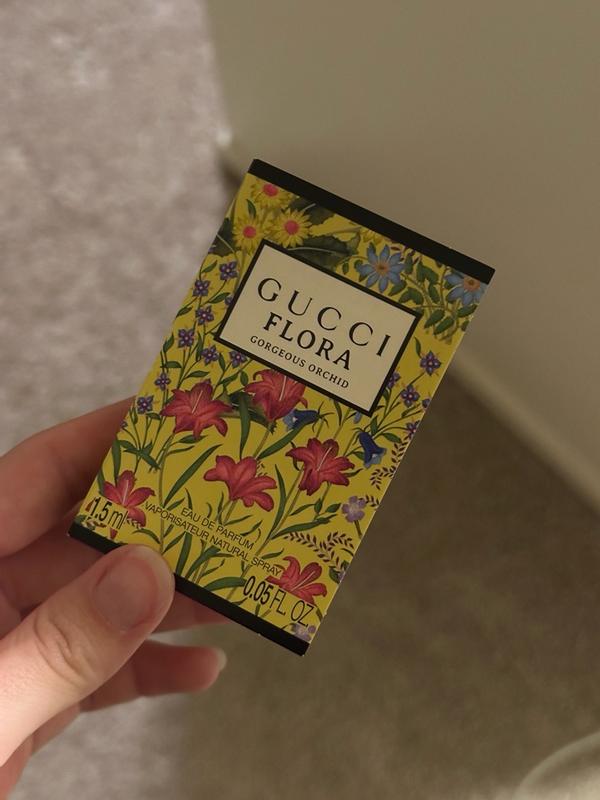 GUCCI
FLORA
GORGEOUS ORCHID
EAU DE PARFUM
VAPORISATEUR NATURAL SPRAY
1.5 ml
0.05 FL. OZ.